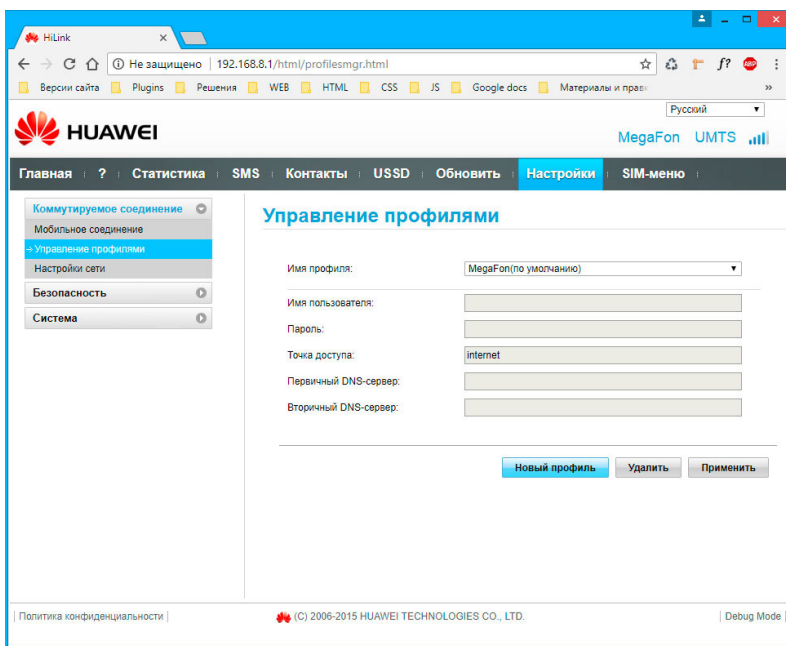 HiLink
Не защищено | 192.168.8.1/html/profilesmgr.html
f?
ABP
Версии сайта Plugins Решения WEB HTML CSS JS Google docs Материалы и прав
»
Русский
HUAWEI
MegaFon UMTS
Главная ? Статистика SMS Контакты USSD Обновить Настройки SIM-меню
Коммутируемое соединение
Мобильное соединение
→Управление профилями
Настройки сети
Безопасность
Система
Управление профилями
Имя профиля: MegaFon(по умолчанию)
Имя пользователя:
Пароль:
Точка доступа: internet
Первичный DNS-сервер:
Вторичный DNS-сервер:
Новый профиль Удалить Применить
Политика конфиденциальности | (C) 2006-2015 HUAWEI TECHNOLOGIES CO., LTD. | Debug Mode